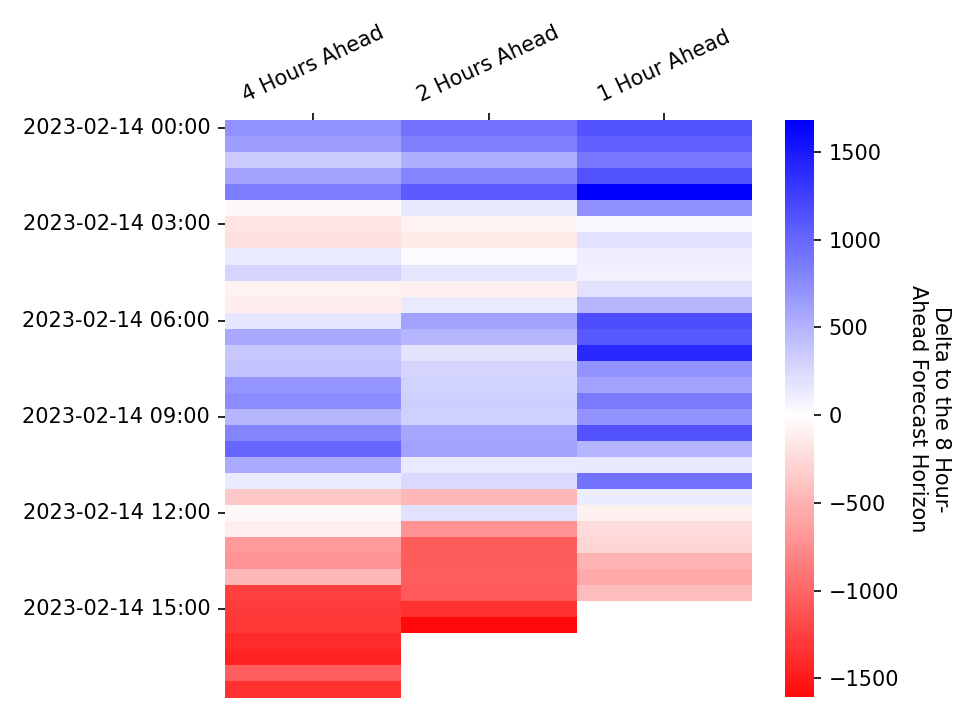 4 Hours Ahead
2 Hours Ahead
1 Hour Ahead
2023-02-14 00:00
2023-02-14 03:00
2023-02-14 06:00
2023-02-14 09:00
2023-02-14 12:00
2023-02-14 15:00
1500
1000
500
0
−500
−1000
−1500
Delta to the 8 Hour-
Ahead Forecast Horizon